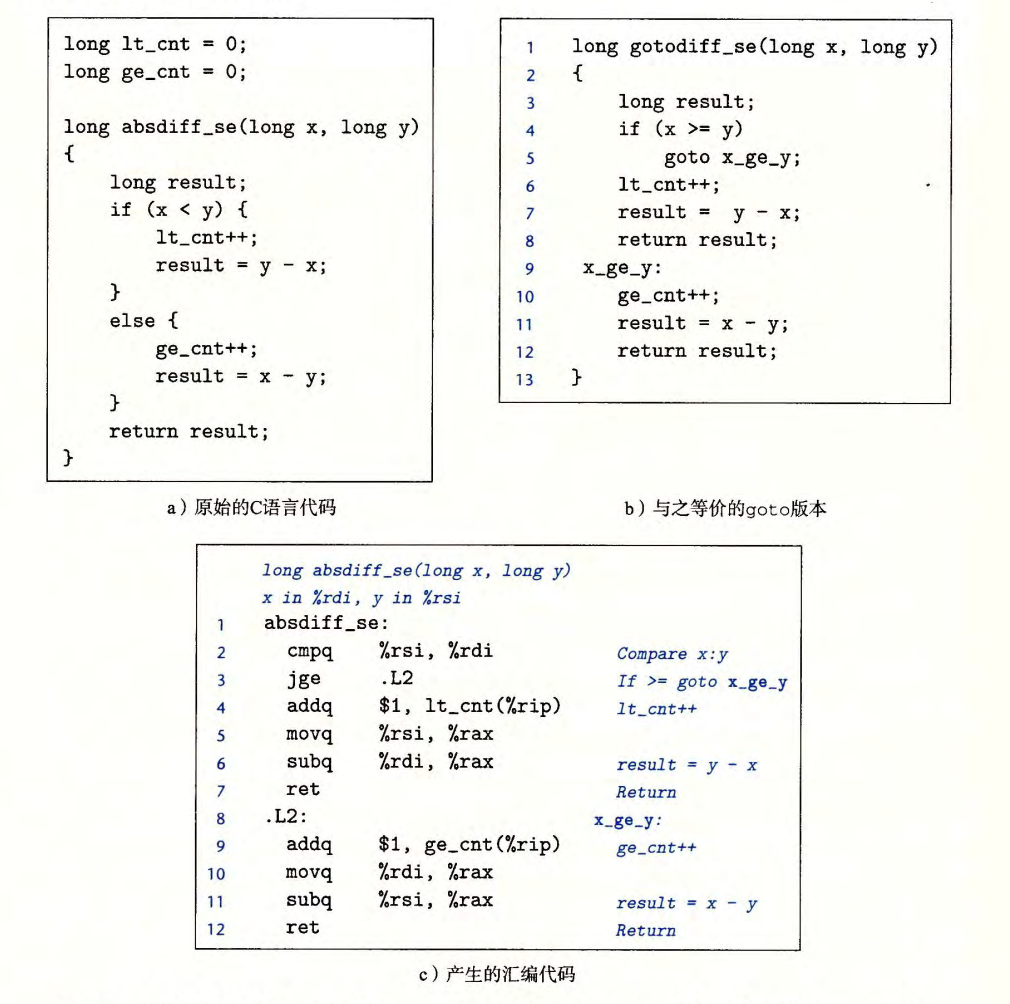 long lt_cnt = 0;
long ge_cnt = 0;
long absdiff_se(long x, long y)
{
    long result;
    if (x < y) {
        lt_cnt++;
        result = y - x;
    }
    else {
        ge_cnt++;
        result = x - y;
    }
    return result;
}
a）原始的C语言代码
1 long gotodiff_se(long x, long y)
2 {
3     long result;
4     if (x >= y)
5         goto x_ge_y;
6     lt_cnt++;
7     result =  y - x;
8     return result;
9  x_ge_y:
10     ge_cnt++;
11     result = x - y;
12     return result;
13 }
b）与之等价的goto版本
long absdiff_se(long x, long y)
x in %rdi, y in %rsi
1 absdiff_se:
2   cmpq    %rsi, %rdi    Compare x:y
3   jge     .L2    If >= goto x_ge_y
4   addq    $1, lt_cnt(%rip)    lt_cnt++
5   movq    %rsi, %rax
6   subq    %rdi, %rax    result = y - x
7   ret    Return
8 .L2:    x_ge_y:
9   addq    $1, ge_cnt(%rip)    ge_cnt++
10   movq    %rdi, %rax
11   subq    %rsi, %rax    result = x - y
12   ret    Return
c）产生的汇编代码